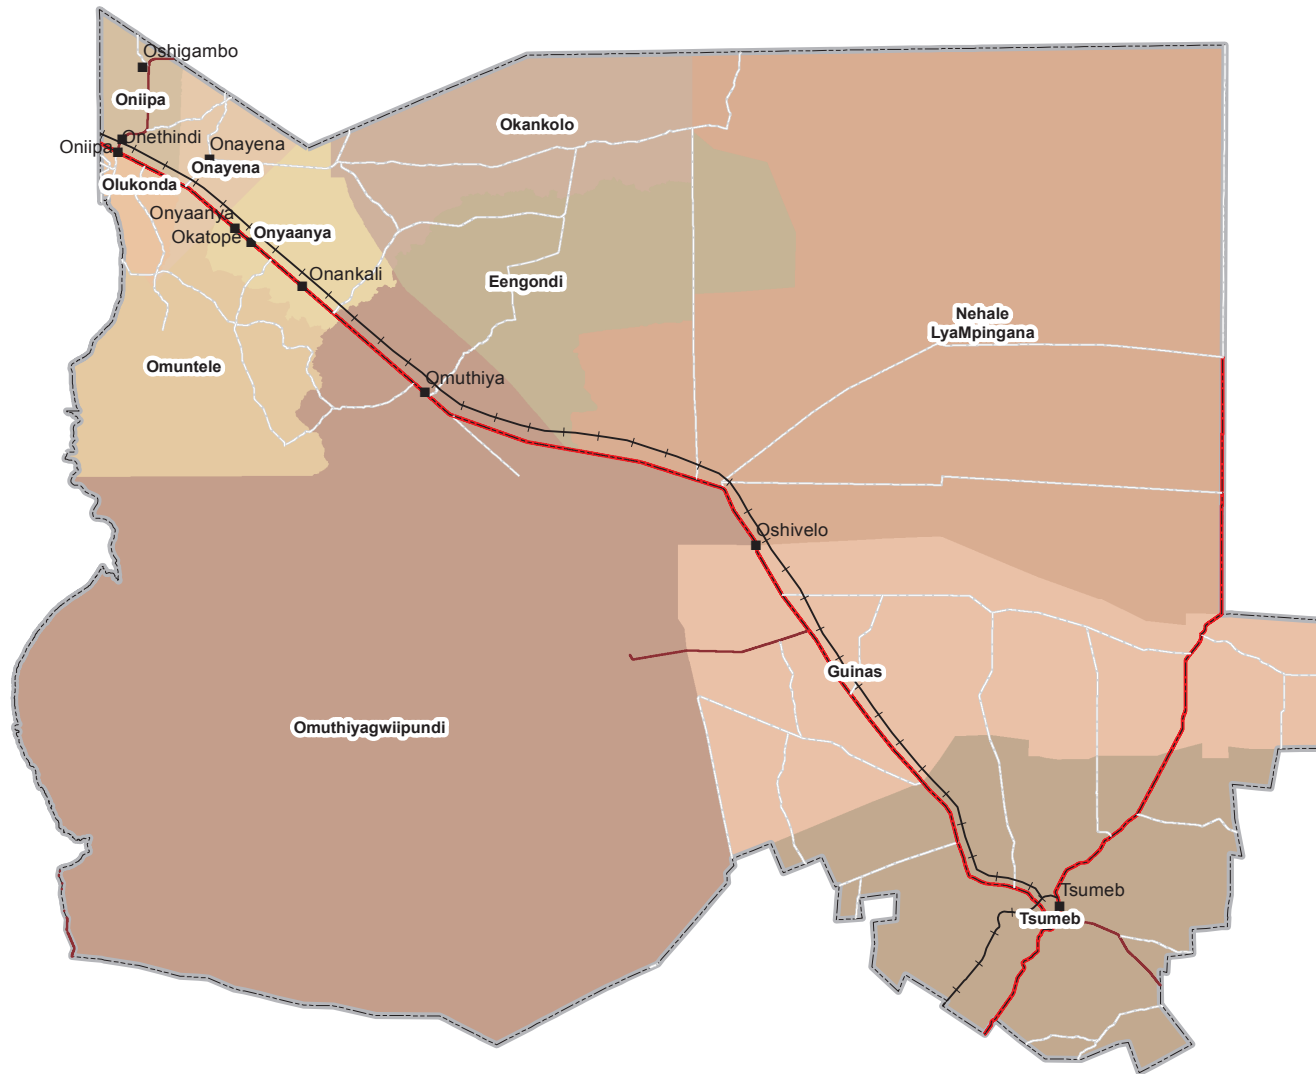 Oshigambo
Oniipa
Okankolo
Onethindi
Oniipa
Onayena
Onayena
Olukonda
Onyaanya
Onyaanya
Okatope
Onankali
Eengondi
Nehale
LyaMpingana
Omuntele
Omuthiya
Oshivelo
Guinas
Omuthiyagwiipundi
Tsumeb
Tsumeb